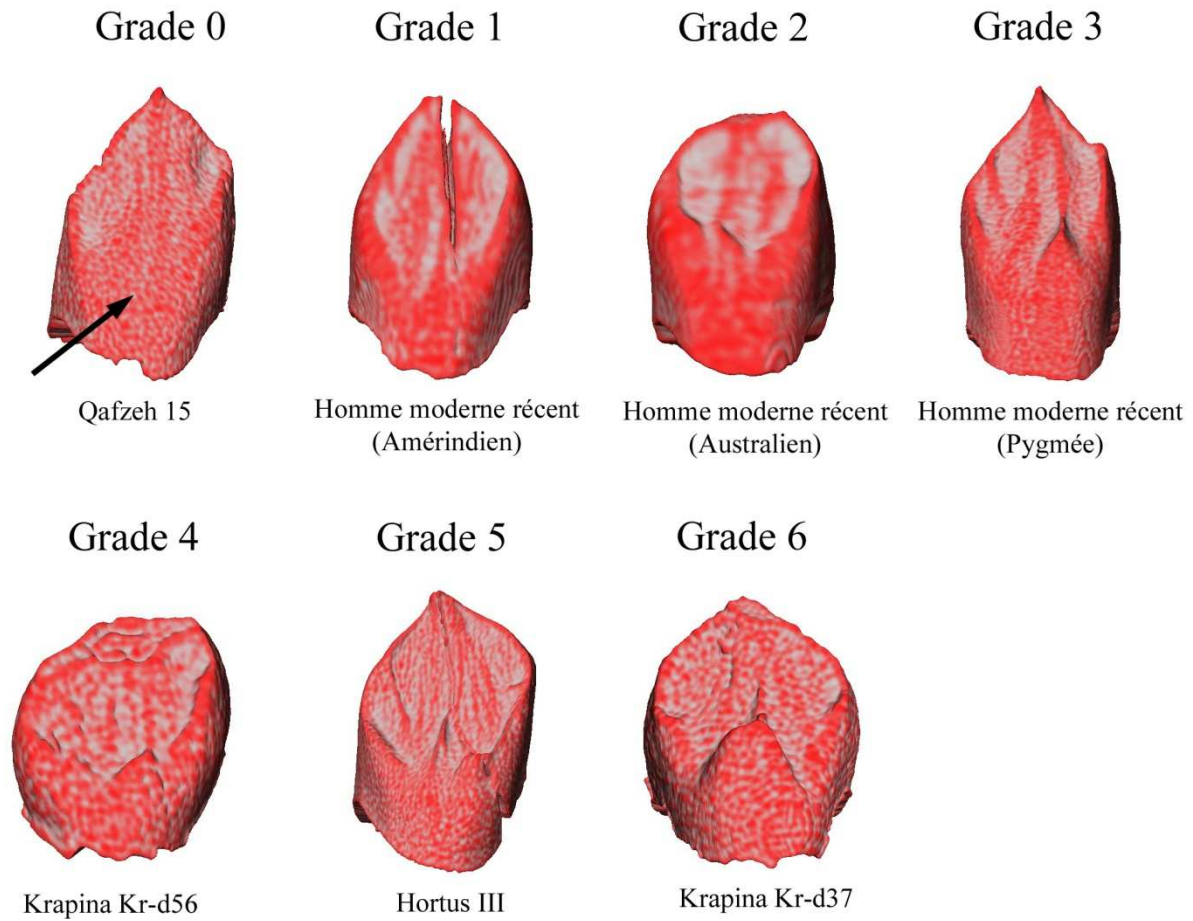 Grade 0
Grade 1
Grade 2
Grade 3
Qafzeh 15
Homme moderne récent
(Amérindien)
Homme moderne récent
(Australien)
Homme moderne récent
(Pygmée)
Grade 4
Grade 5
Grade 6
Krapina Kr-d56
Hortus III
Krapina Kr-d37